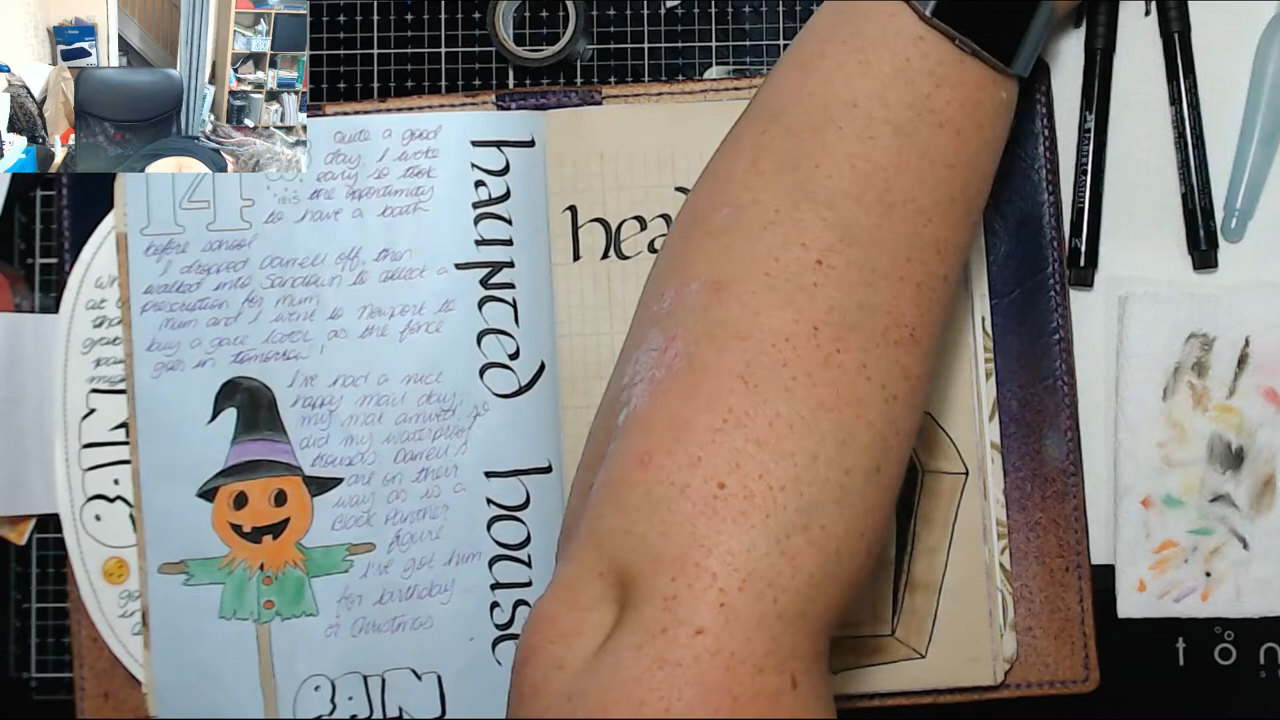 quite a good
day, I woke
early so took
the opportunity
to have a bath
14
before school
I dropped Darrell off, then
walked into Sandown to collect a
prescription for mum
Mum and I went to Newport to
buy a gate latch as the fence
goes in tomorrow!
I've had a nice
happy mail day,
my mat arrived, so
did my waterproof
trousers. Darrell's
are on their
way as is a
Black Panther
figure
I've got him
for birthday
or Christmas
PAIN
haunted house
hea
PAIN
FABER-CASTELL
ton